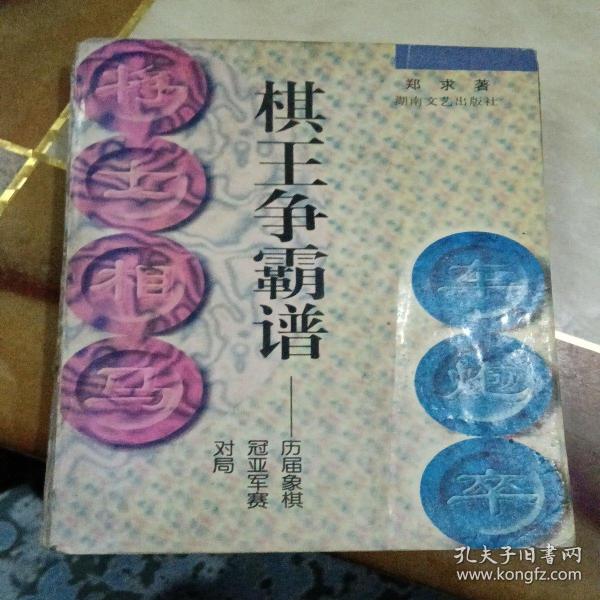 郑求著
湖南文艺出版社
棋王争霸谱
——历届象棋
冠亚军赛
对局
将
士
相
马
车
炮
卒
孔夫子旧书网
www.kongfz.com